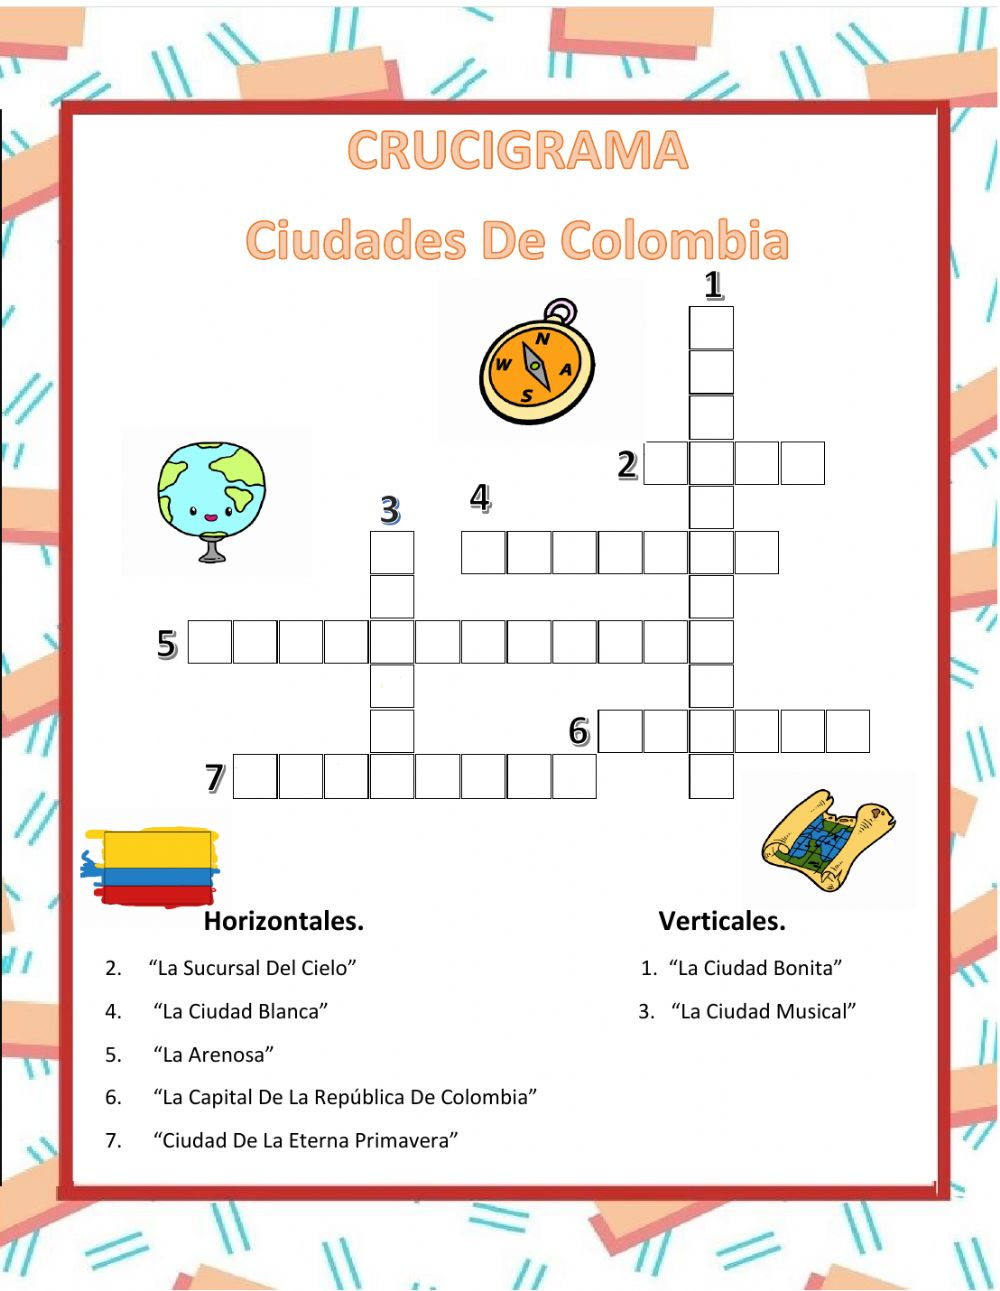 CRUCIGRAMA
Ciudades De Colombia
1
N
W A
S
2
4
3
5
6
7
Horizontales. Verticales.
2. “La Sucursal Del Cielo” 1. “La Ciudad Bonita”
4. “La Ciudad Blanca” 3. “La Ciudad Musical”
5. “La Arenosa”
6. “La Capital De La República De Colombia”
7. “Ciudad De La Eterna Primavera”